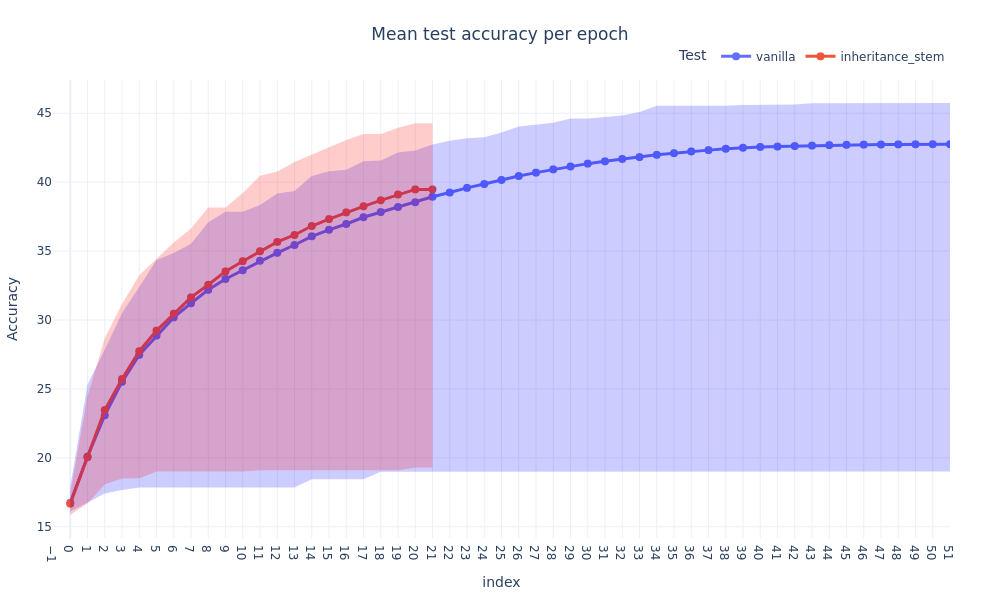 Mean test accuracy per epoch
Test vanilla inheritance_stem
Accuracy
45
40
35
30
25
20
15
−1 0 1 2 3 4 5 6 7 8 9 10 11 12 13 14 15 16 17 18 19 20 21 22 23 24 25 26 27 28 29 30 31 32 33 34 35 36 37 38 39 40 41 42 43 44 45 46 47 48 49 50 51
index